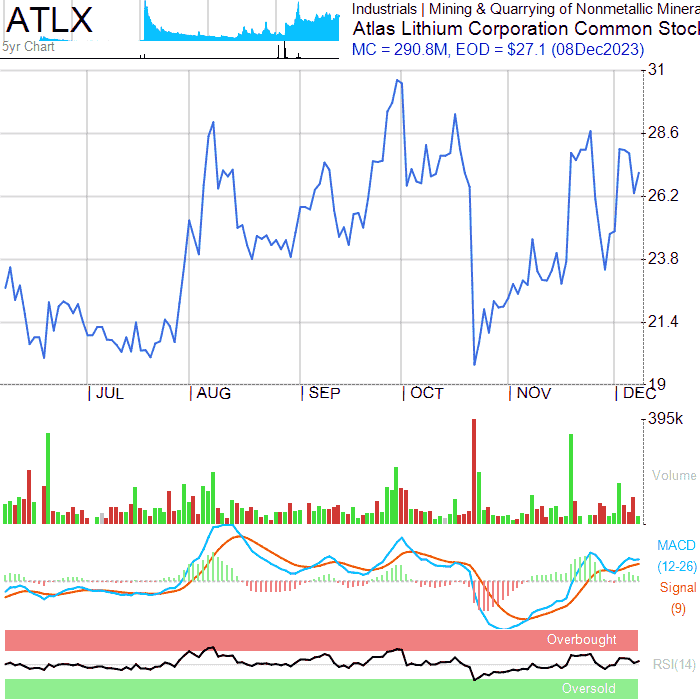 ATLX
5yr Chart
Industrials | Mining & Quarrying of Nonmetallic Minera
Atlas Lithium Corporation Common Stoc
MC = 290.8M, EOD = $27.1 (08Dec2023)
31
28.6
26.2
23.8
21.4
19
JUL AUG SEP OCT NOV DEC
395k
Volume
MACD
(12-26)
Signal
(9)
Overbought
RSI(14)
Oversold